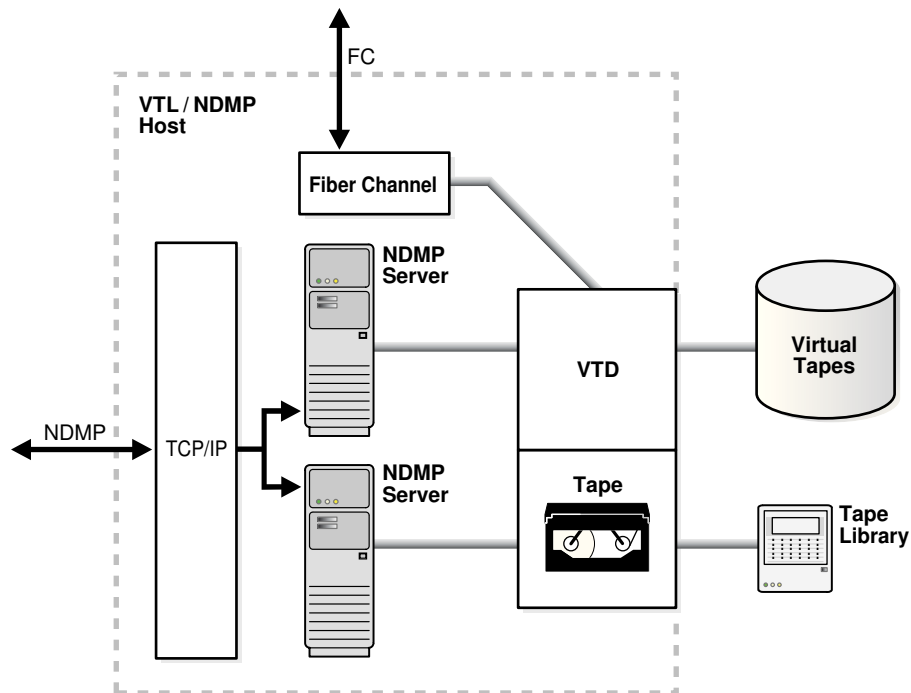 FC
VTL / NDMP
Host
Fiber Channel
NDMP
Server
VTD
Virtual
Tapes
NDMP
TCP/IP
NDMP
Server
Tape
Tape
Library